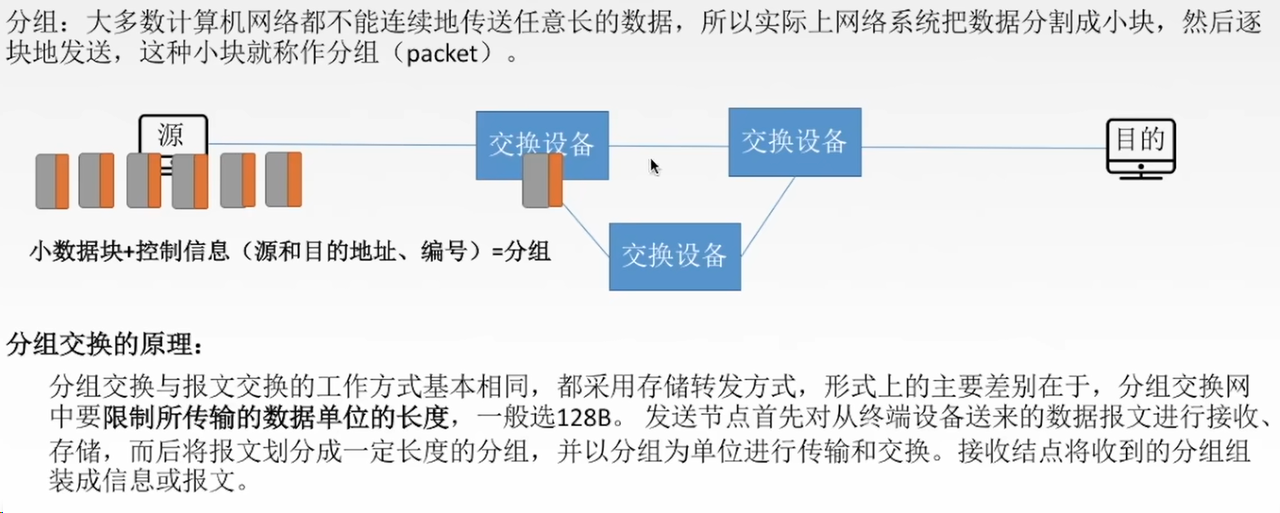 分组：大多数计算机网络都不能连续地传送任意长的数据，所以实际上网络系统把数据分割成小块，然后逐
块地发送，这种小块就称作分组（packet）。
源
交换设备
交换设备
目的
交换设备
小数据块+控制信息（源和目的地址、编号）=分组
分组交换的原理：
分组交换与报文交换的工作方式基本相同，都采用存储转发方式，形式上的主要差别在于，分组交换网
中要限制所传输的数据单位的长度，一般选128B。 发送节点首先对从终端设备送来的数据报文进行接收、
存储，而后将报文划分成一定长度的分组，并以分组为单位进行传输和交换。接收结点将收到的分组组
装成信息或报文。